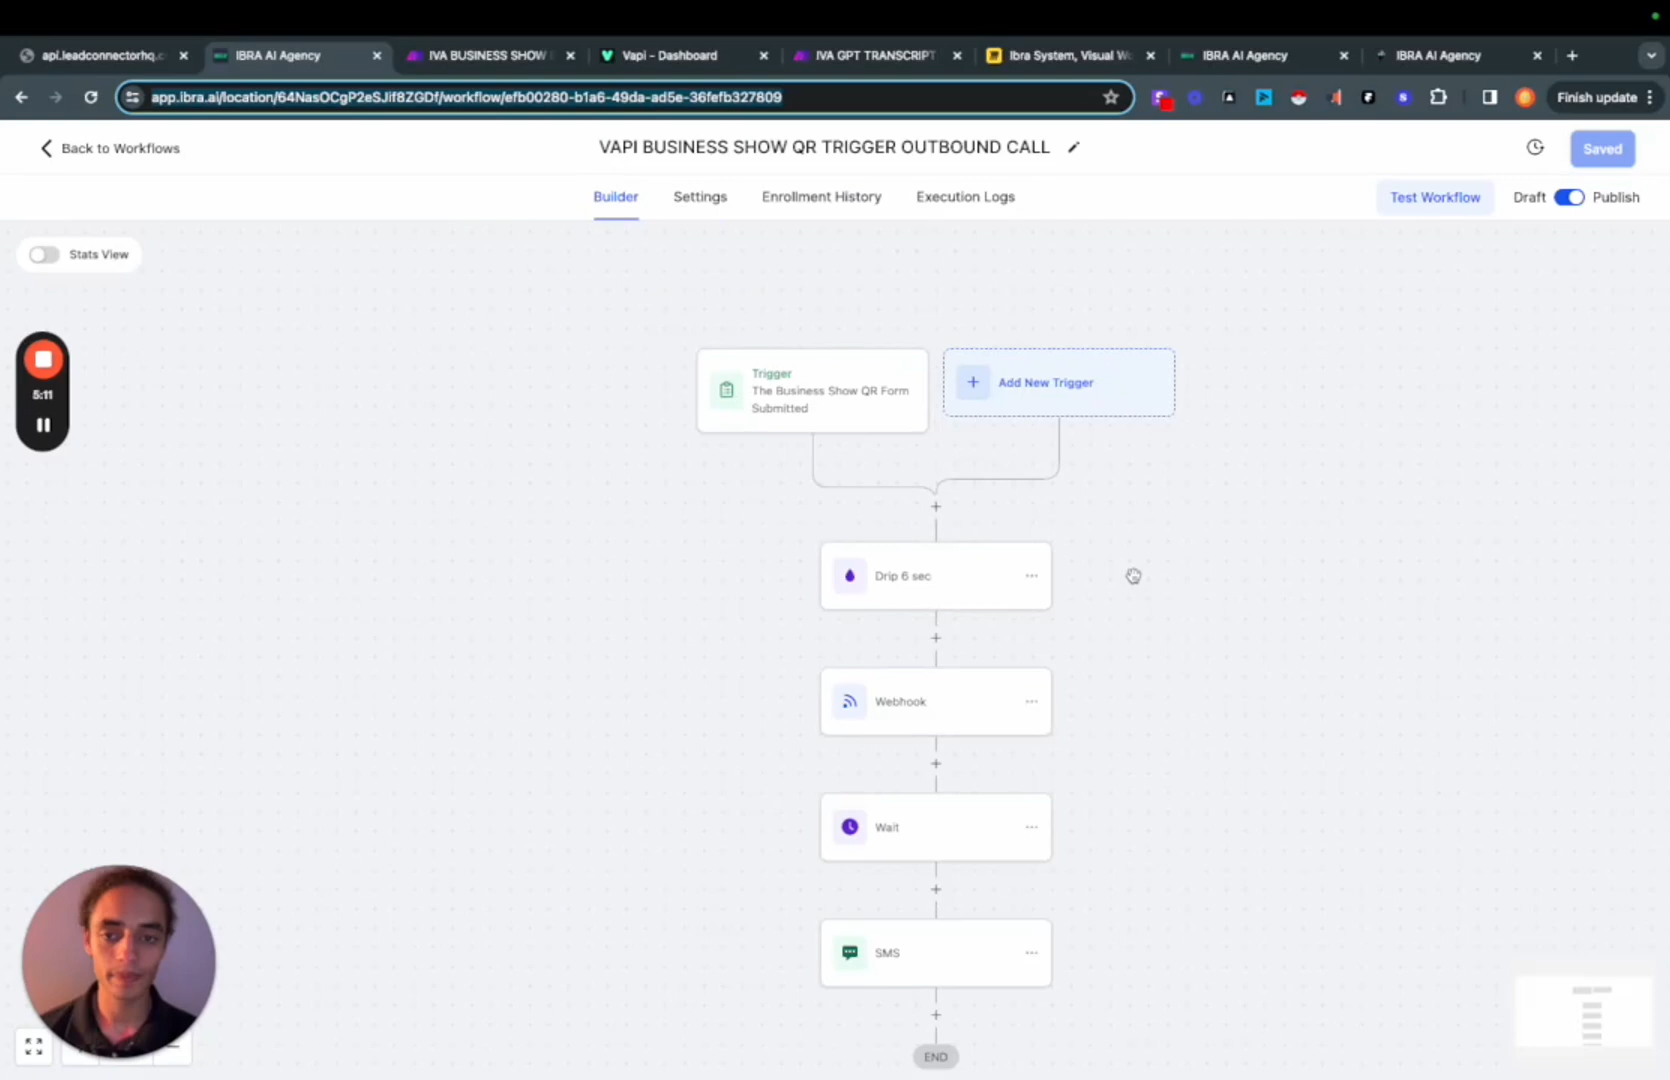 api.leadconnectorhq.c
IBRA AI Agency
IVA BUSINESS SHOW
Vapi - Dashboard
IVA GPT TRANSCRIPT
Ibra System, Visual Wo
IBRA AI Agency
IBRA AI Agency
app.ibra.ai/location/64NasOCgP2eSJif8ZGDf/workflow/efb00280-b1a6-49da-ad5e-36fefb327809
Finish update
Back to Workflows
VAPI BUSINESS SHOW QR TRIGGER OUTBOUND CALL
Saved
Builder
Settings
Enrollment History
Execution Logs
Test Workflow
Draft
Publish
Stats View
5:11
Trigger
The Business Show QR Form
Submitted
Add New Trigger
Drip 6 sec
Webhook
Wait
SMS
END